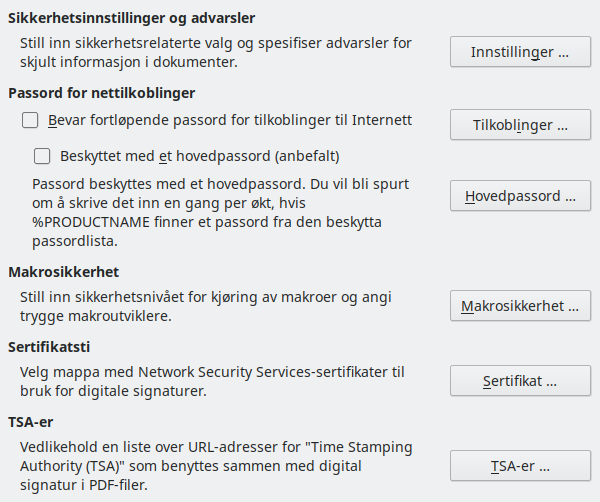 Sikkerhetsinnstillinger og advarsler
Still inn sikkerhetsrelaterte valg og spesifiser advarsler for
skjult informasjon i dokumenter.
Innstillinger ...
Passord for nettilkoblinger
Bevar fortløpende passord for tilkoblinger til Internett
Tilkoblinger ...
Beskyttet med et hovedpassord (anbefalt)
Passord beskyttes med et hovedpassord. Du vil bli spurt
om å skrive det inn en gang per økt, hvis
%PRODUCTNAME finner et passord fra den beskytta
passordlista.
Hovedpassord ...
Makrosikkerhet
Still inn sikkerhetsnivået for kjøring av makroer og angi
trygge makroutviklere.
Makrosikkerhet ...
Sertifikatsti
Velg mappa med Network Security Services-sertifikater til
bruk for digitale signaturer.
Sertifikat ...
TSA-er
Vedlikehold en liste over URL-adresser for "Time Stamping
Authority (TSA)" som benyttes sammen med digital
signatur i PDF-filer.
TSA-er ...